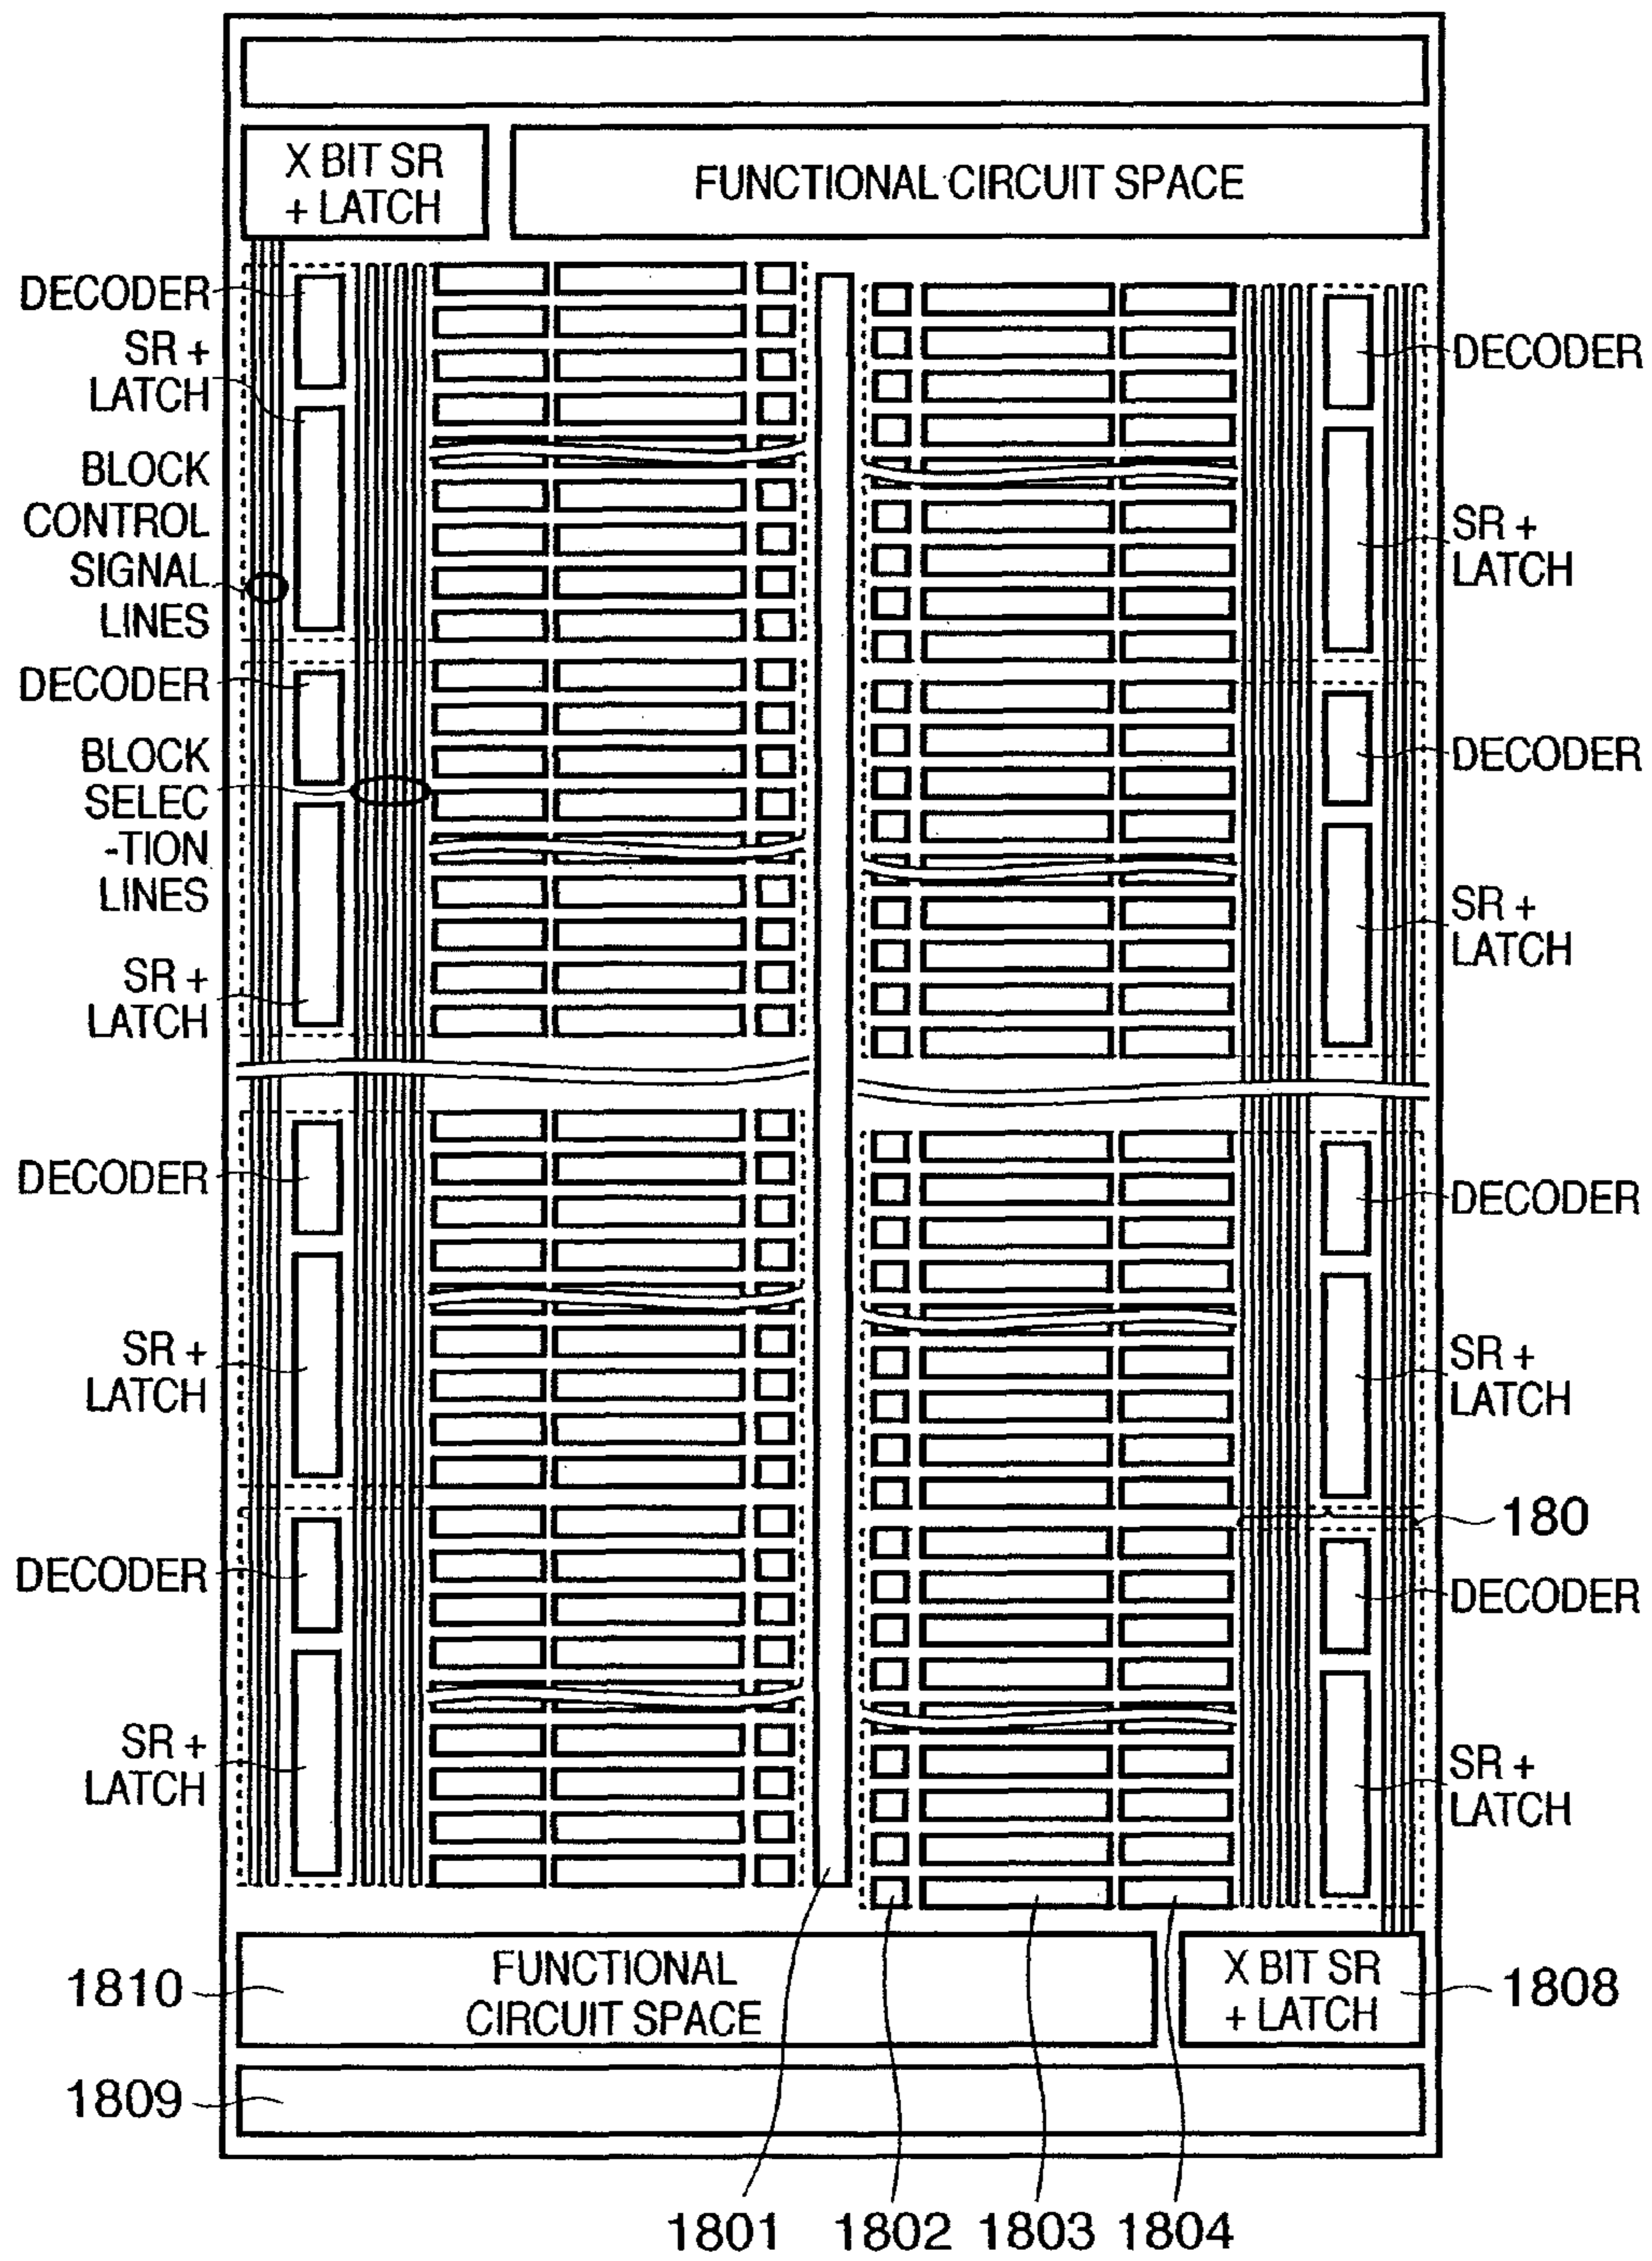 X BIT SR
+ LATCH
FUNCTIONAL CIRCUIT SPACE
DECODER
SR +
LATCH
BLOCK
CONTROL
SIGNAL
LINES
DECODER
BLOCK
SELEC
-TION
LINES
SR +
LATCH
DECODER
SR +
LATCH
DECODER
SR +
LATCH
DECODER
SR +
LATCH
DECODER
SR +
LATCH
DECODER
SR +
LATCH
180
DECODER
SR +
LATCH
1810
FUNCTIONAL
CIRCUIT SPACE
X BIT SR
+ LATCH
1808
1809
1801
1802
1803
1804